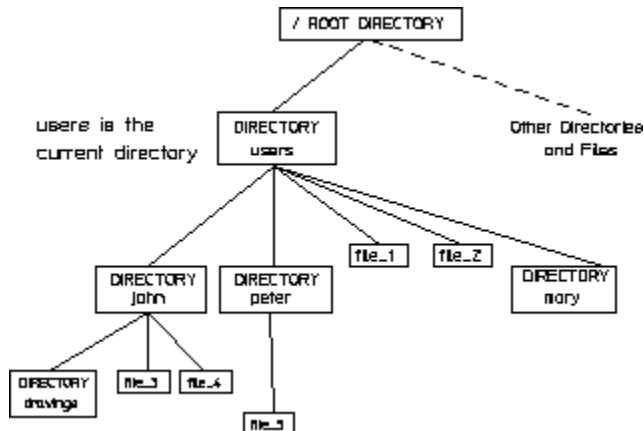 / ROOT DIRECTORY
users is the
current directory
DIRECTORY
users
Other Directories
and Files
file_1
file_2
DIRECTORY
john
DIRECTORY
peter
DIRECTORY
mary
DIRECTORY
drawings
file_3
file_4
file_5